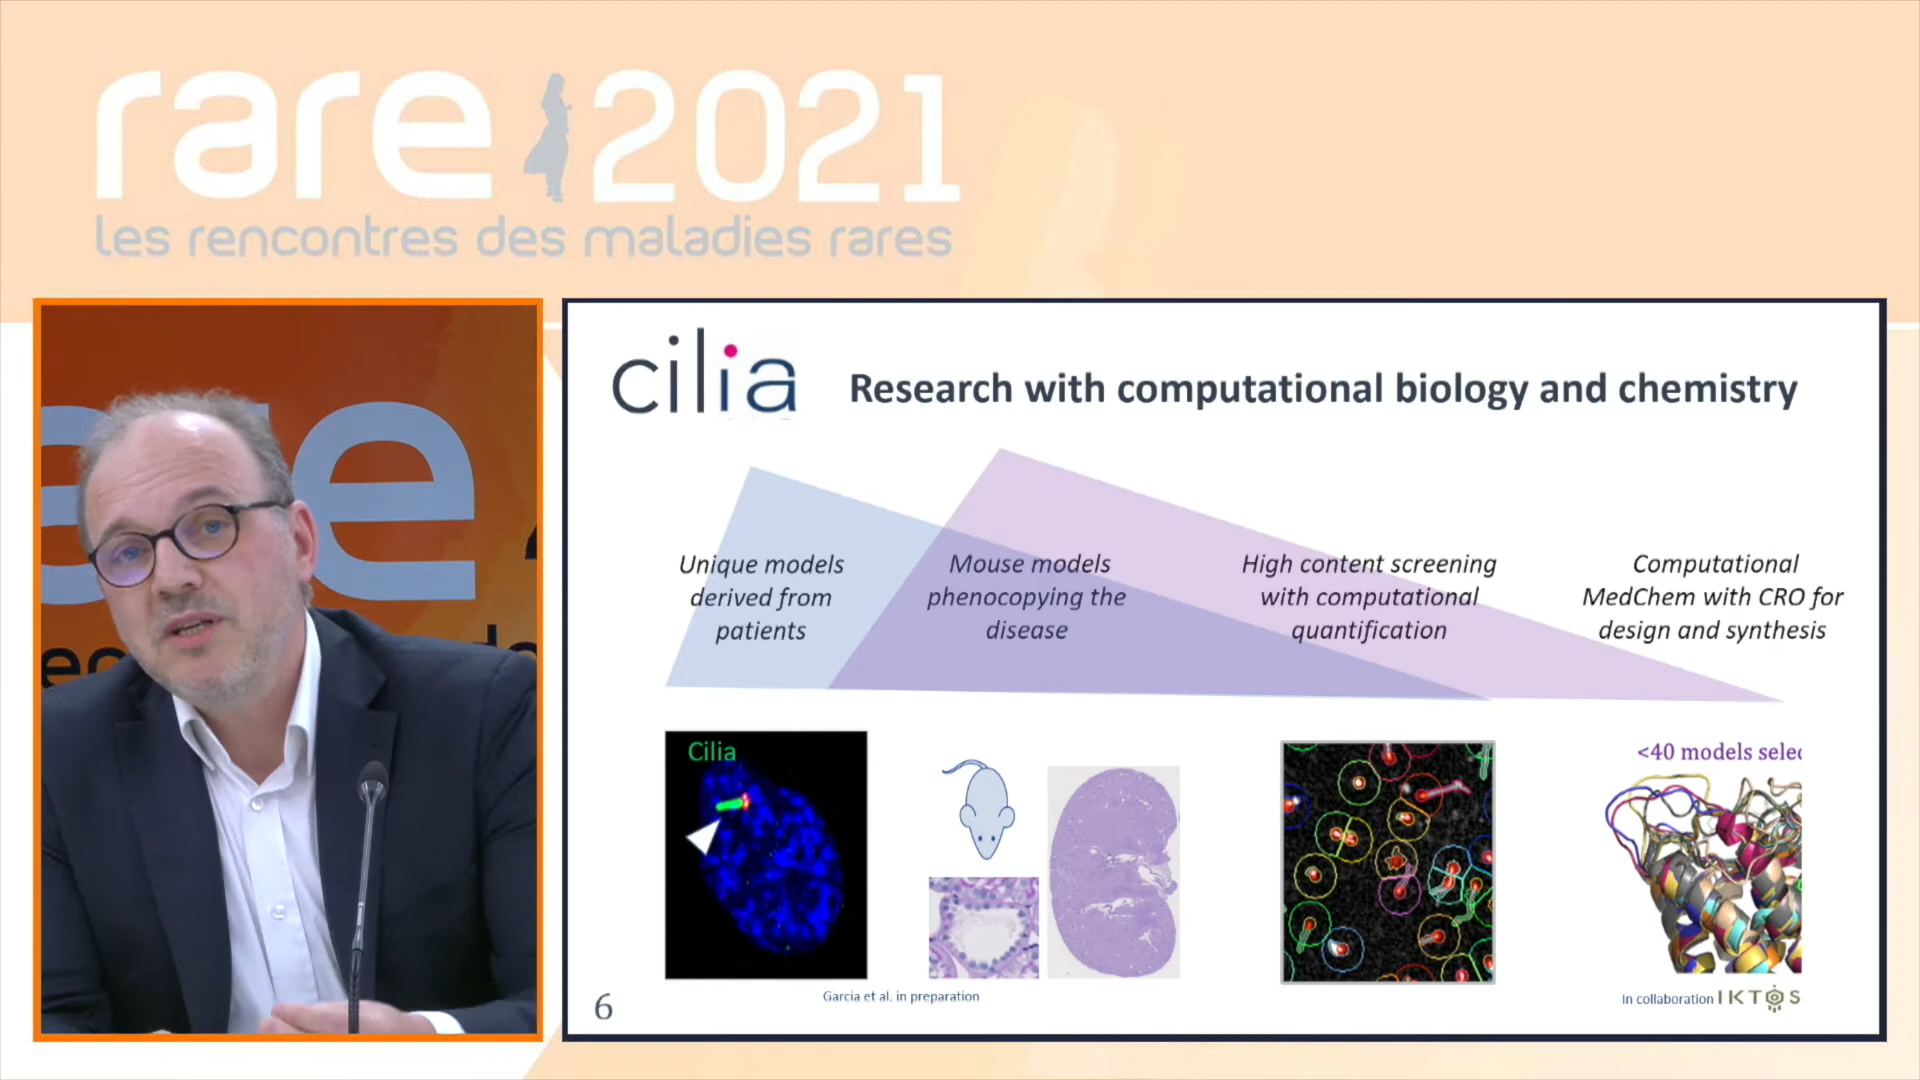 rare 2021
les rencontres des maladies rares
cilia
Research with computational biology and chemistry
Unique models
derived from
patients
Mouse models
phenocopying the
disease
High content screening
with computational
quantification
Computational
MedChem with CRO for
design and synthesis
Cilia
<40 models selec
Garcia et al. in preparation
In collaboration IKTOS
6